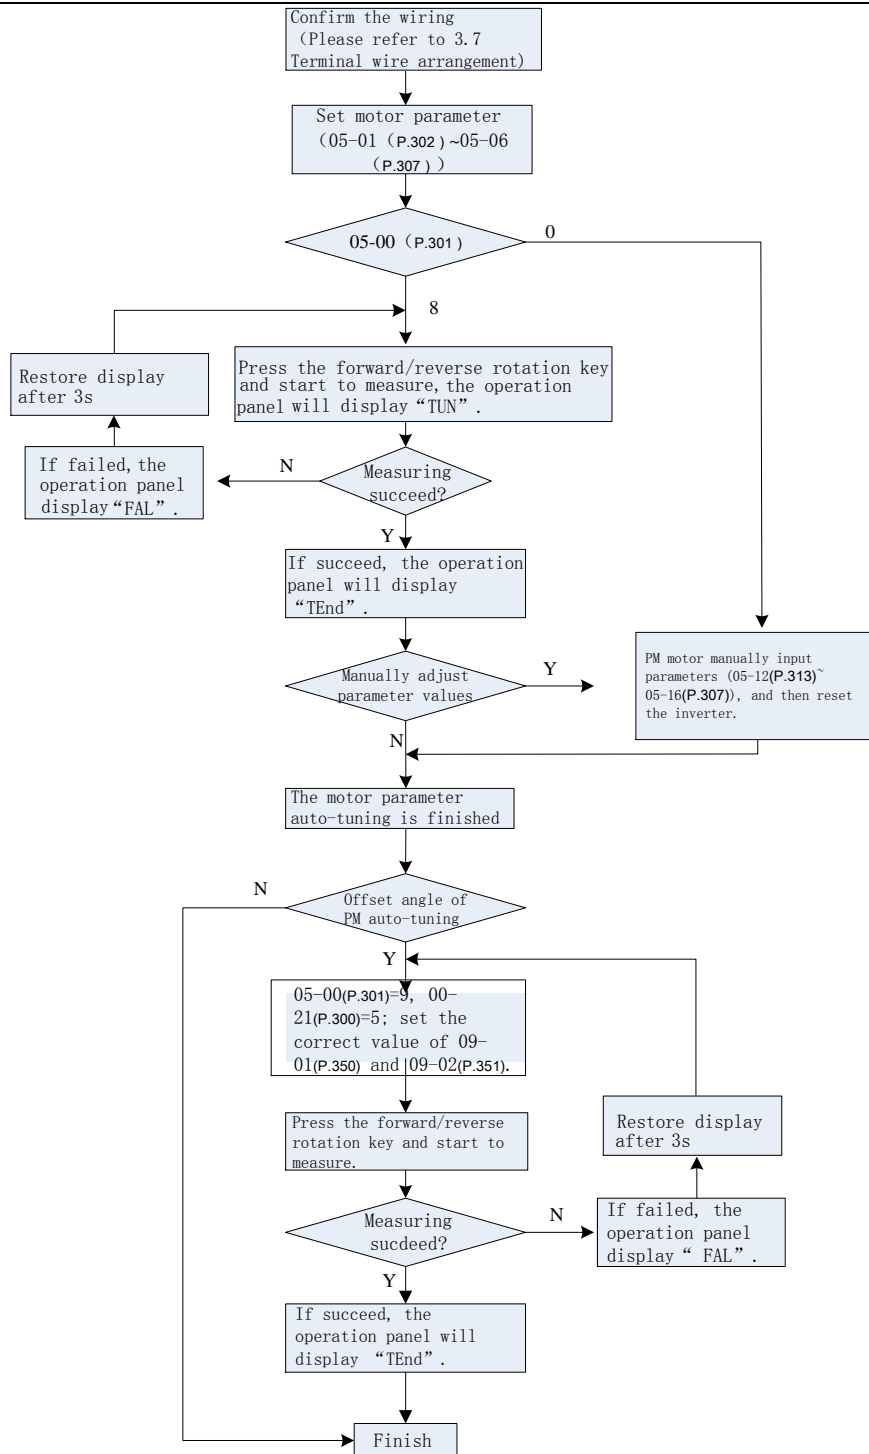 Confirm the wiring
(Please refer to 3.7
Terminal wire arrangement)
Set motor parameter
(05-01 (P.302) ~05-06
(P.307))
05-00 (P.301)
0
8
Restore display
after 3s
Press the forward/reverse rotation key
and start to measure, the operation
panel will display “TUN”.
If failed, the
operation panel
display “FAL”.
N
Measuring
succeed?
Y
If succeed, the operation
panel will display
“TEnd”.
Manually adjust
parameter values
Y
PM motor manually input
parameters (05-12(P.313)~
05-16(P.307)), and then reset
the inverter.
N
The motor parameter
auto-tuning is finished
N
Offset angle of
PM auto-tuning
Y
05-00(P.301)=9, 00-
21(P.300)=5; set the
correct value of 09-
01(P.350) and 09-02(P.351).
Press the forward/reverse
rotation key and start to
measure.
Restore display
after 3s
Measuring
sucdeed?
N
If failed, the
operation panel
display “ FAL”.
Y
If succeed, the
operation panel will
display “TEnd”.
Finish